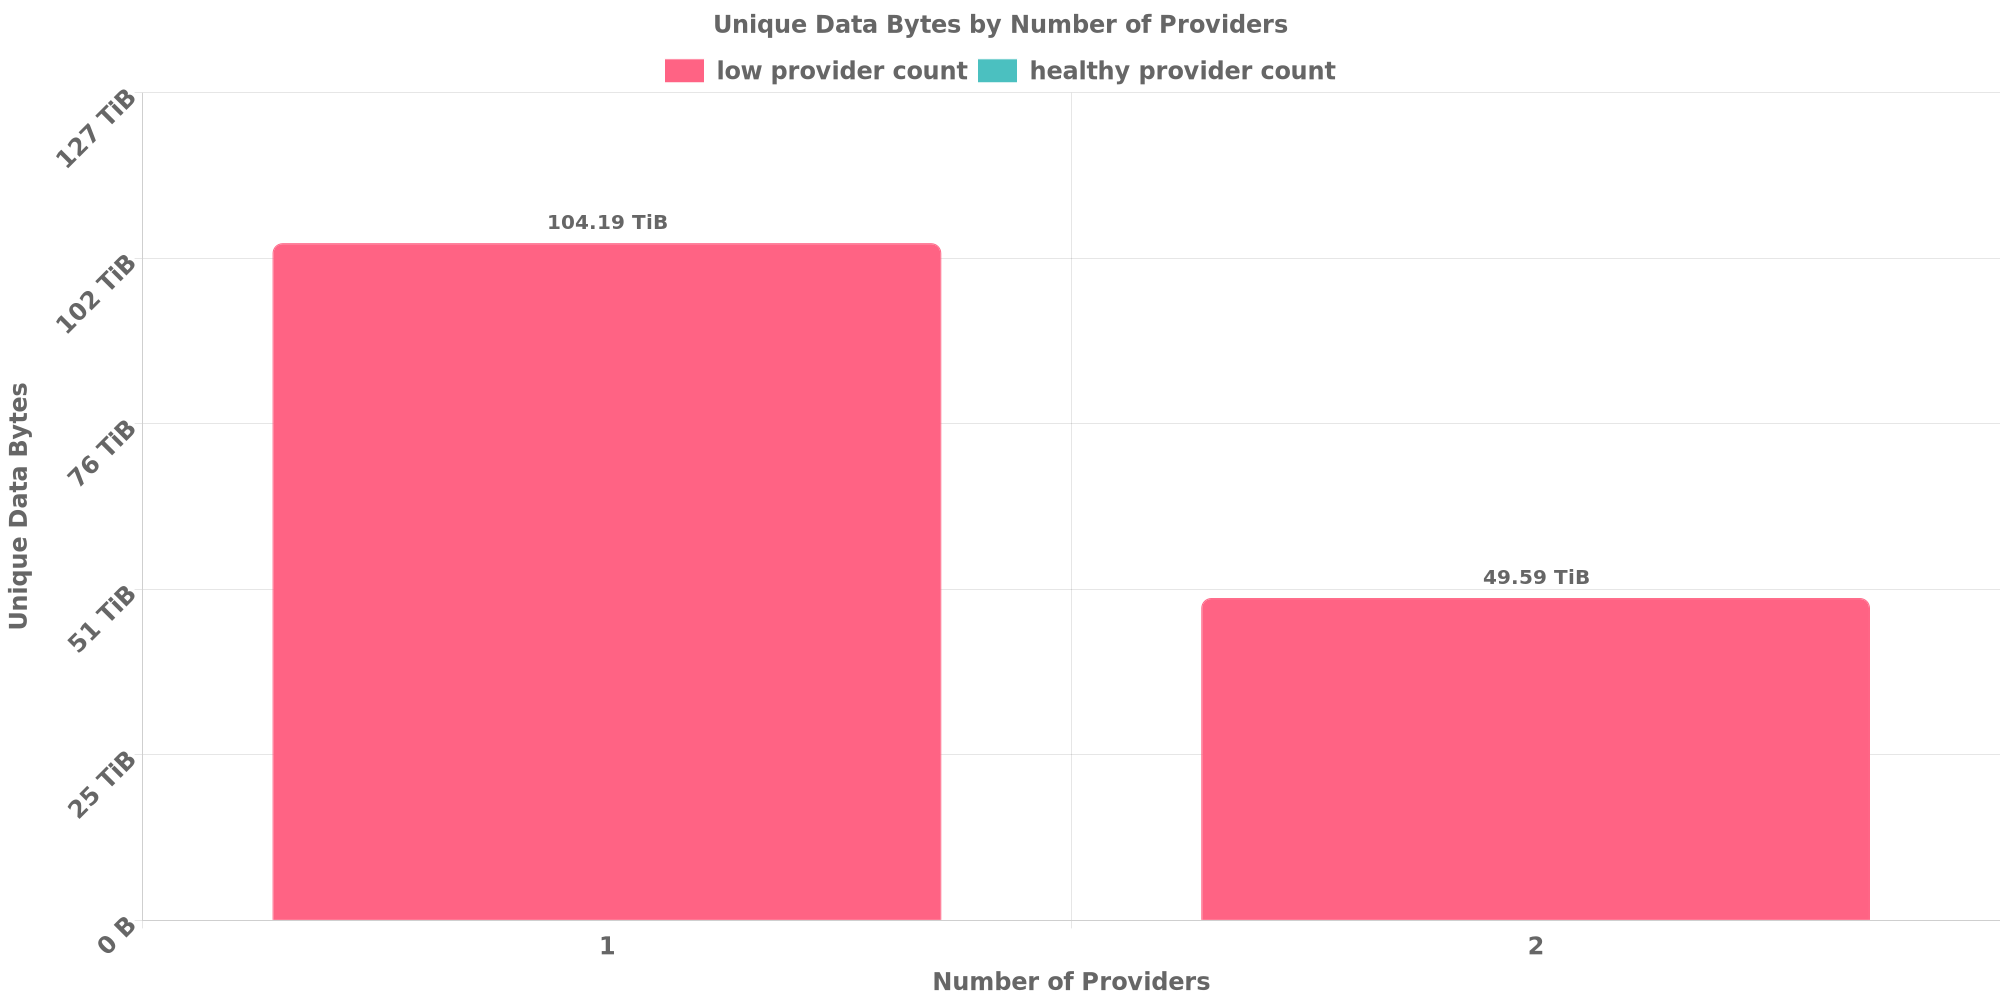 Unique Data Bytes by Number of Providers
low provider count healthy provider count
127 TiB
104.19 TiB
102 TiB
76 TiB
49.59 TiB
51 TiB
25 TiB
0 B
Unique Data Bytes
1 2
Number of Providers